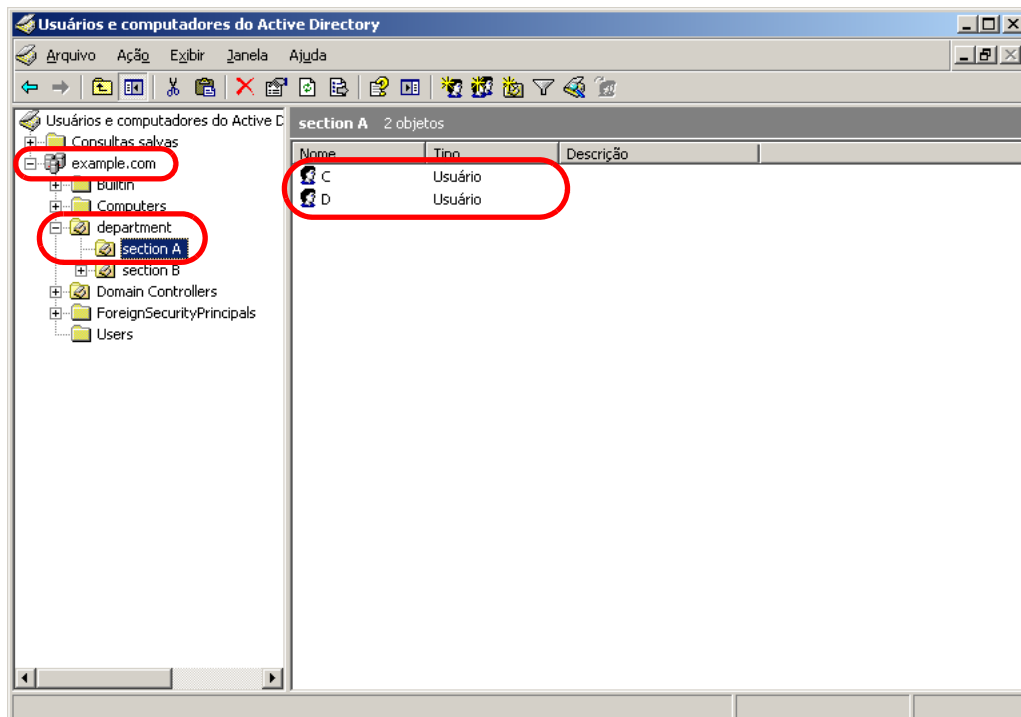 Usuários e computadores do Active Directory
Arquivo Ação Exibir Janela Ajuda
Usuários e computadores do Active D
Consultas salvas
example.com
Builtin
Computers
department
section A
section B
Domain Controllers
ForeignSecurityPrincipals
Users
section A 2 objetos
Nome Tipo Descrição
C Usuário
D Usuário